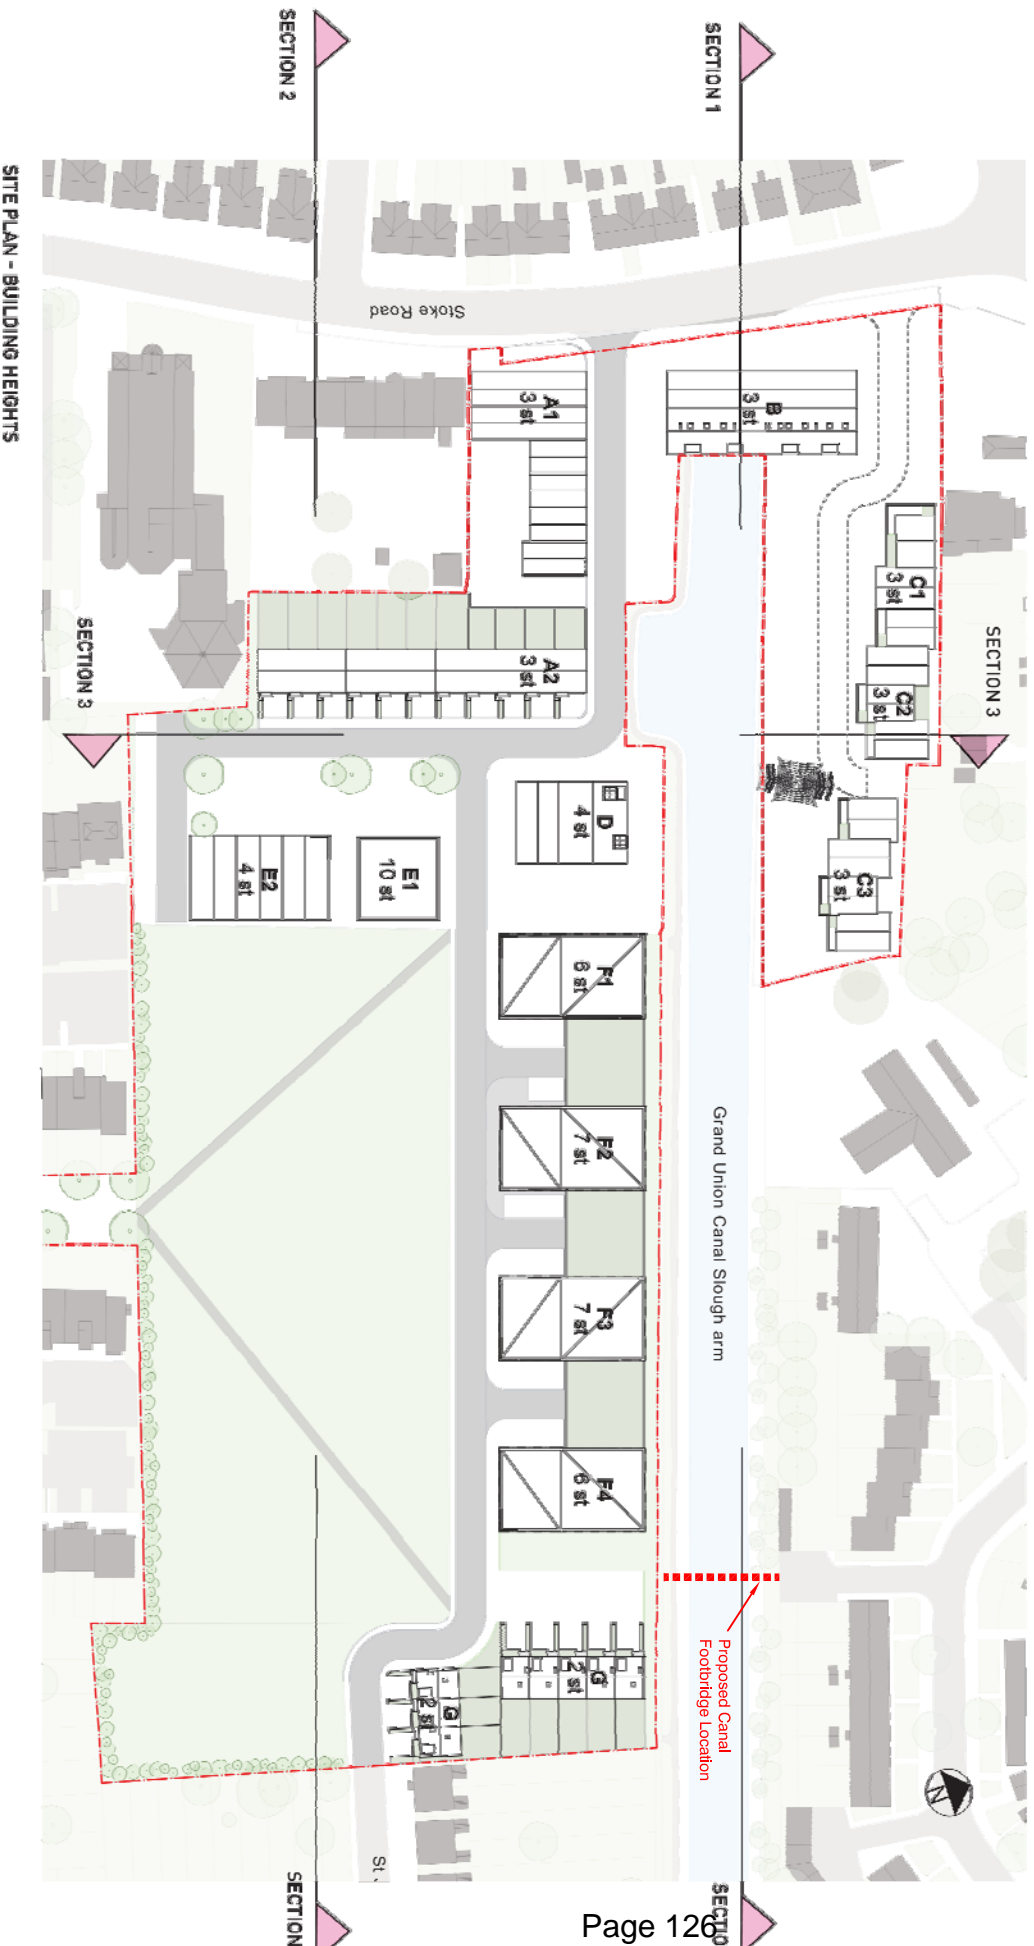 SITE PLAN - BUILDING HEIGHTS
SECTION 2
SECTION 1
Stoke Road
A1
3 st
B
3 st
C1
3 st
SECTION 3
A2
3 st
C2
3 st
SECTION 3
D
4 st
E2
4 st
E1
10 st
C3
3 st
F1
6 st
F2
7 st
Grand Union Canal Slough arm
F3
7 st
F4
6 st
Proposed Canal
Footbridge Location
G
2 st
G
2 st
N
St .
SECTION
SECTIO
Page 126